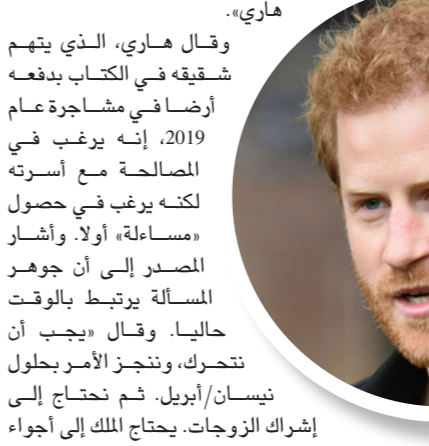 هاري».
وقال هاري، الذي يتهم
شقيقه في الكتاب بدفعه
أرضا في مشاجرة عام
2019، إنه يرغب في
المصالحة مع أسرته
لكنه يرغب في حصول
«مساءلة» أولا. وأشار
المصدر إلى أن جوهر
المسألة يرتبط بالوقت
حاليا. وقال «يجب أن
نتحرك، وننجز الأمر بحلول
نيسان/أبريل. ثم نحتاج إلى
إشراك الزوجات. يحتاج الملك إلى أجواء